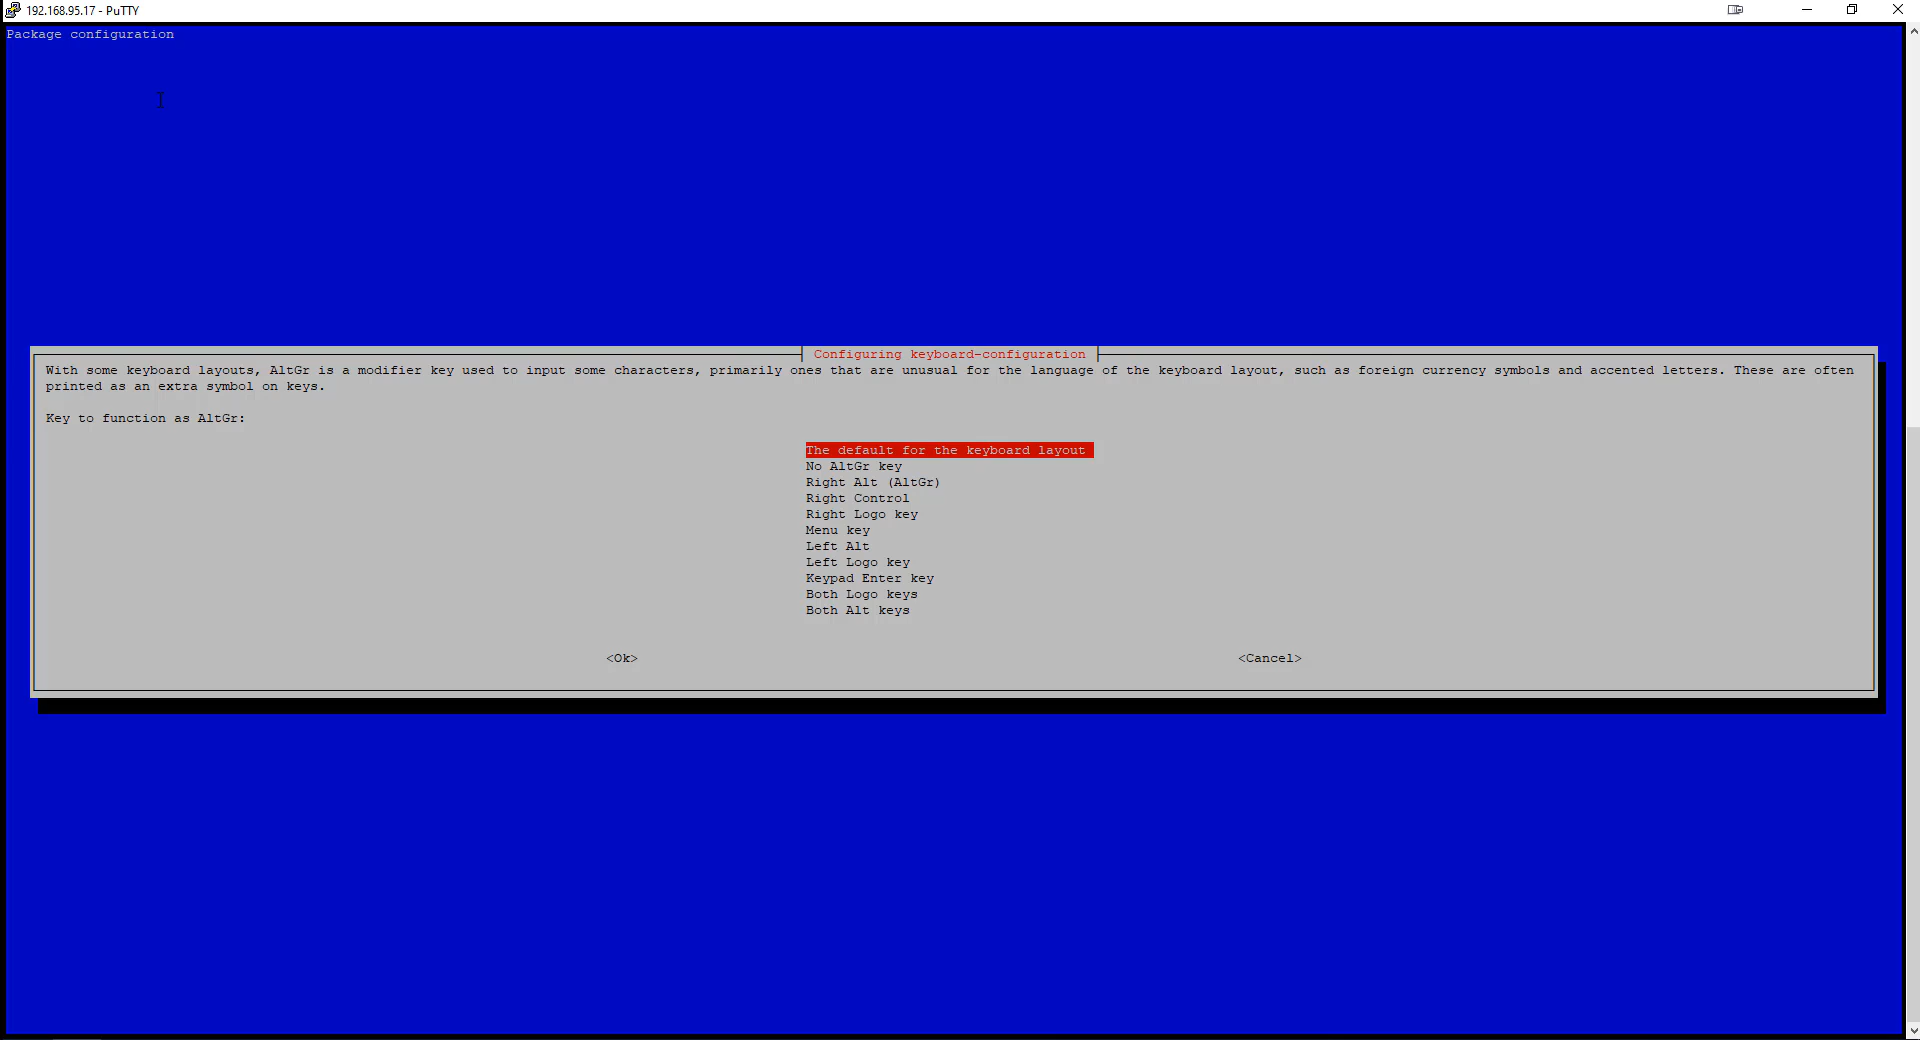 192.168.95.17 - PuTTY
Package configuration
Configuring keyboard-configuration
With some keyboard layouts, AltGr is a modifier key used to input some characters, primarily ones that are unusual for the language of the keyboard layout, such as foreign currency symbols and accented letters. These are often
printed as an extra symbol on keys.
Key to function as AltGr:
The default for the keyboard layout
No AltGr key
Right Alt (AltGr)
Right Control
Right Logo key
Menu key
Left Alt
Left Logo key
Keypad Enter key
Both Logo keys
Both Alt keys
<Ok> <Cancel>